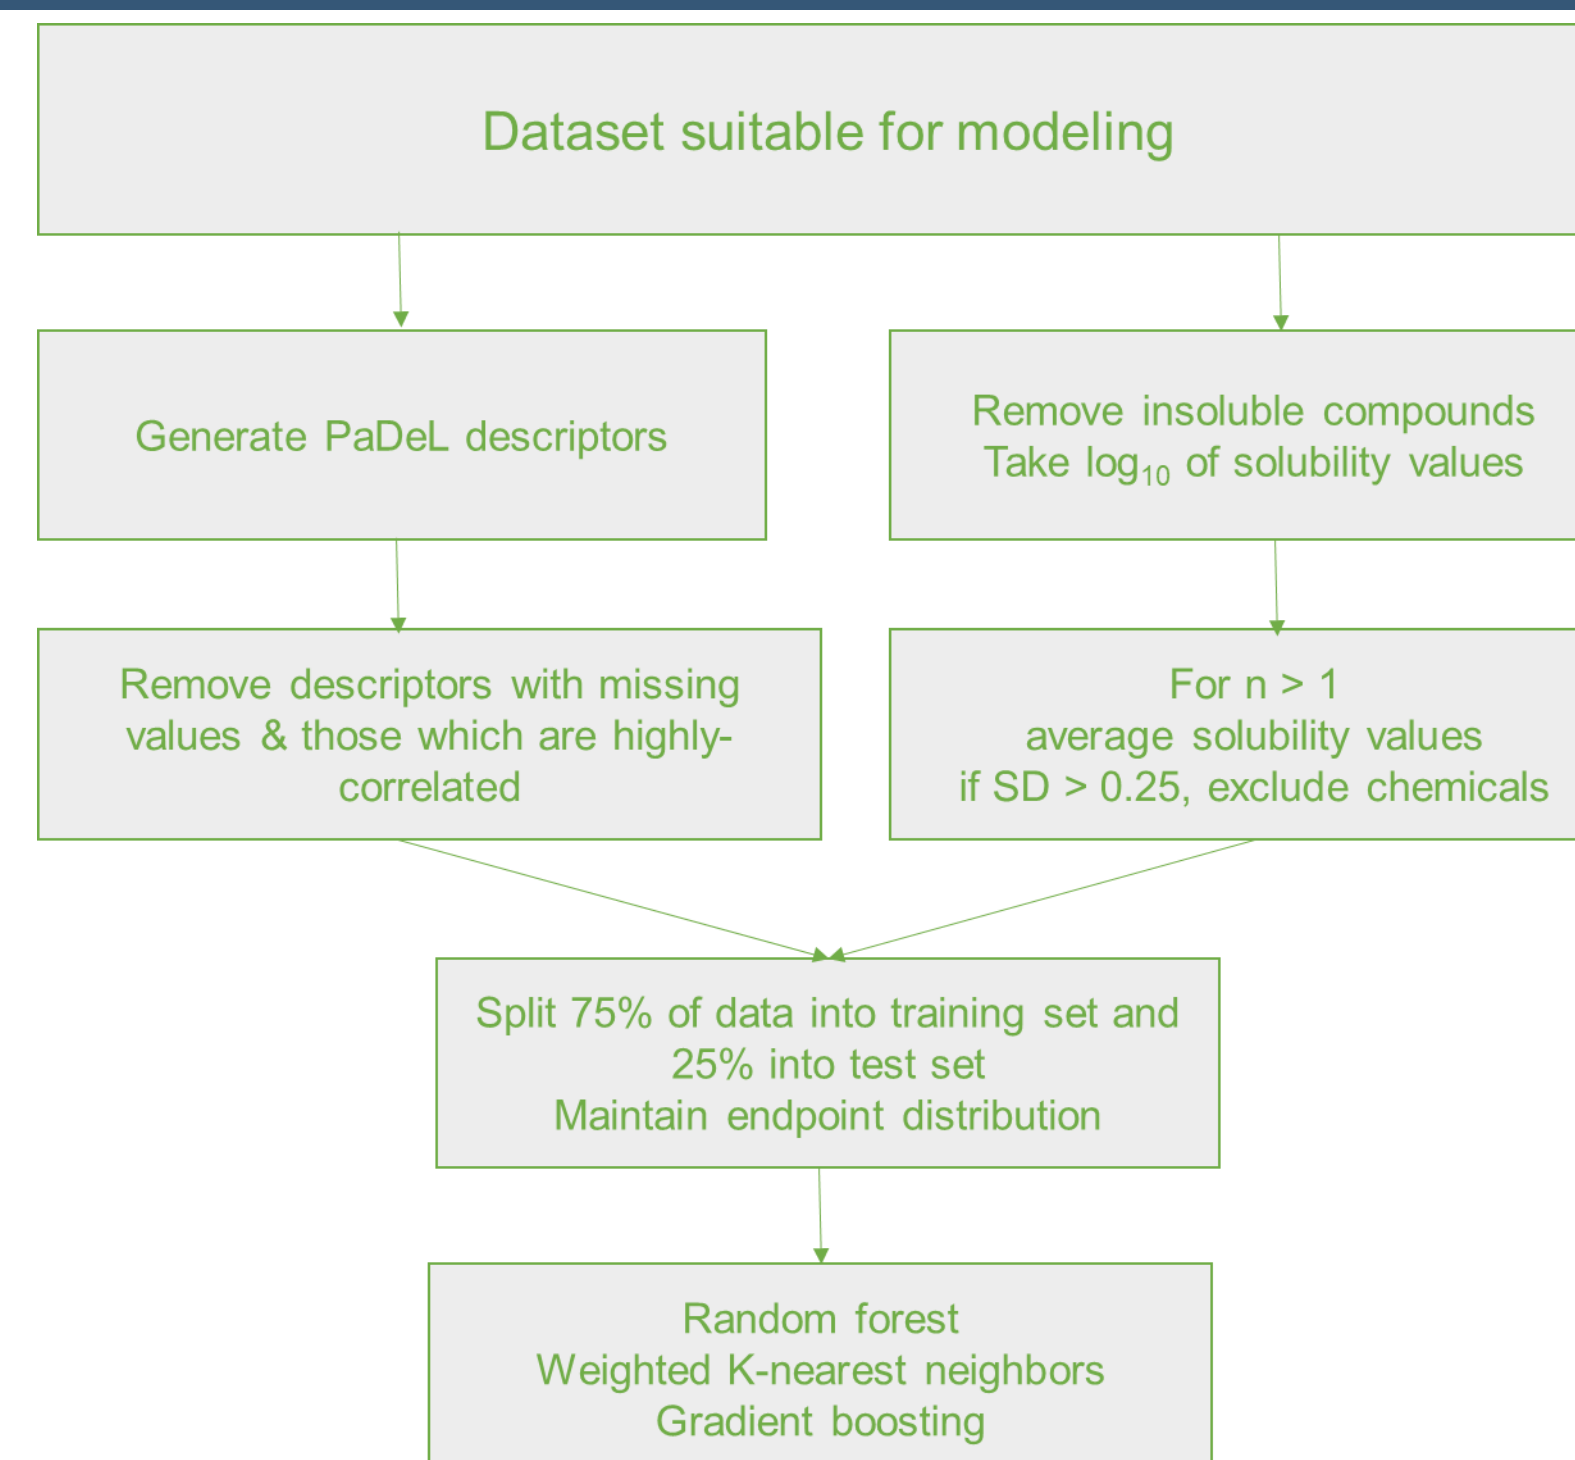 Dataset suitable for modeling
Generate PaDeL descriptors
Remove insoluble compounds
Take log₁₀ of solubility values
Remove descriptors with missing
values & those which are highly-
correlated
For n > 1
average solubility values
if SD > 0.25, exclude chemicals
Split 75% of data into training set and
25% into test set
Maintain endpoint distribution
Random forest
Weighted K-nearest neighbors
Gradient boosting